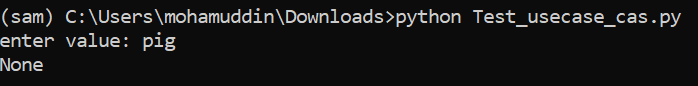 (sam) C:\Users\mohamuddin\Downloads>python Test_usecase_cas.py
enter value: pig
None